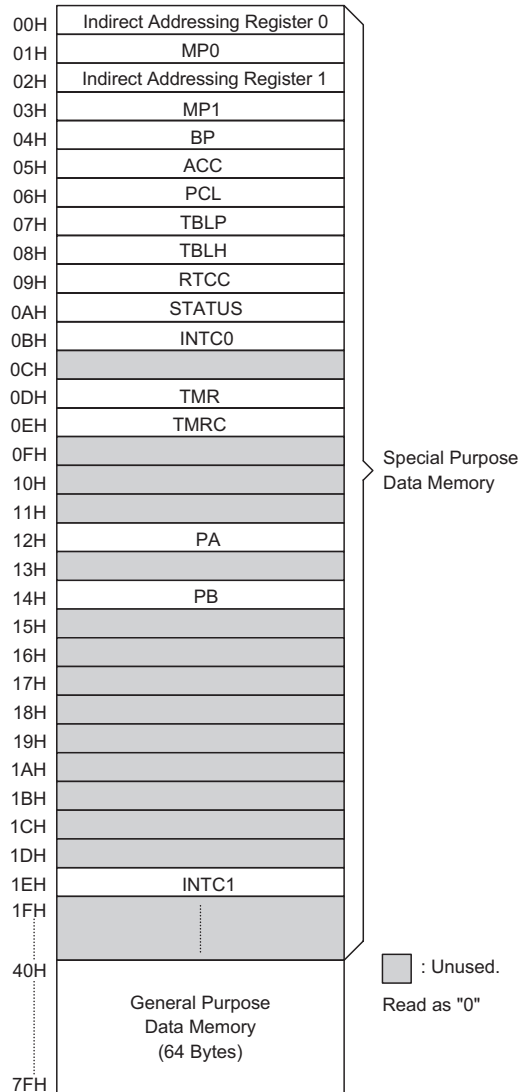 00H Indirect Addressing Register 0
01H MP0
02H Indirect Addressing Register 1
03H MP1
04H BP
05H ACC
06H PCL
07H TBLP
08H TBLH
09H RTCC
0AH STATUS
0BH INTC0
0CH
0DH TMR
0EH TMRC
0FH
10H
11H
12H PA
13H
14H PB
15H
16H
17H
18H
19H
1AH
1BH
1CH
1DH
1EH INTC1
1FH
40H
7FH
General Purpose
Data Memory
(64 Bytes)
Special Purpose
Data Memory
: Unused.
Read as "0"